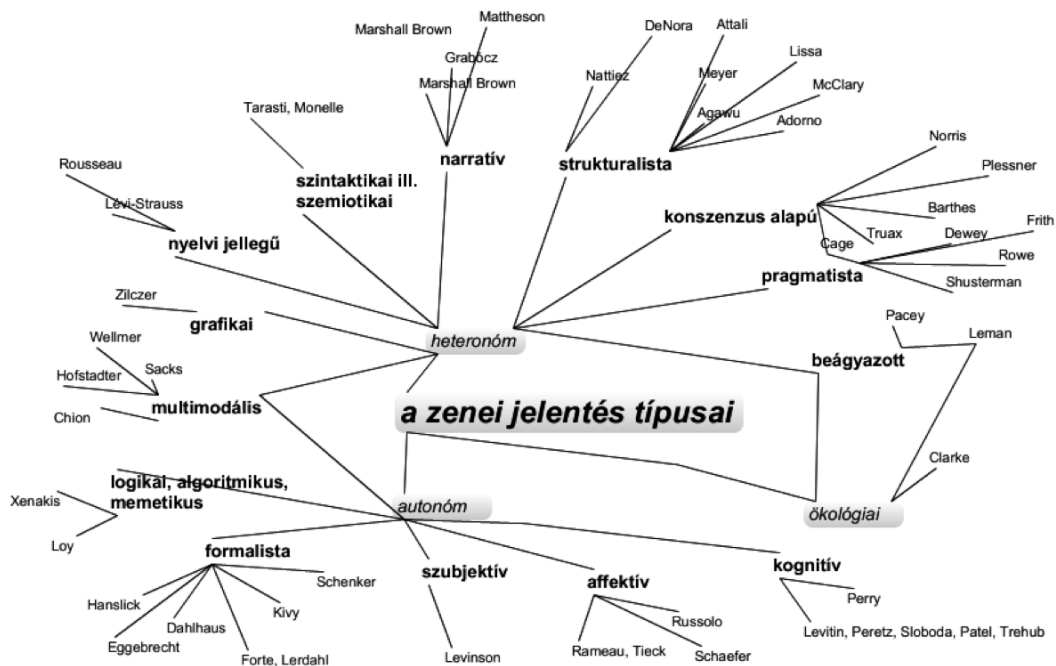 Marshall Brown
Mattheson
DeNora
Attali
Grabócz
Lissa
Marshall Brown
Nattiez
Meyer
McClary
Tarasti, Monelle
Agawu
Adorno
narratív
strukturalista
Norris
Rousseau
szintaktikai ill.
szemiotikai
Plessner
Lévi-Strauss
konszenzus alapú
Barthes
Frith
nyelvi jellegű
Truax
Dewey
Cage
Rowe
pragmatista
Shusterman
Zilczer
grafikai
Pacey
Wellmer
heteronóm
Leman
beágyazott
Sacks
Hofstadter
multimodális
a zenei jelentés típusai
Chion
Clarke
logikai, algoritmikus,
memetikus
Xenakis
autonóm
ökológiai
Loy
formalista
Schenker
szubjektív
affektív
kognitív
Hanslick
Kivy
Perry
Dahlhaus
Russolo
Eggebrecht
Levitin, Peretz, Sloboda, Patel, Trehub
Forte, Lerdahl
Levinson
Rameau, Tieck
Schaefer